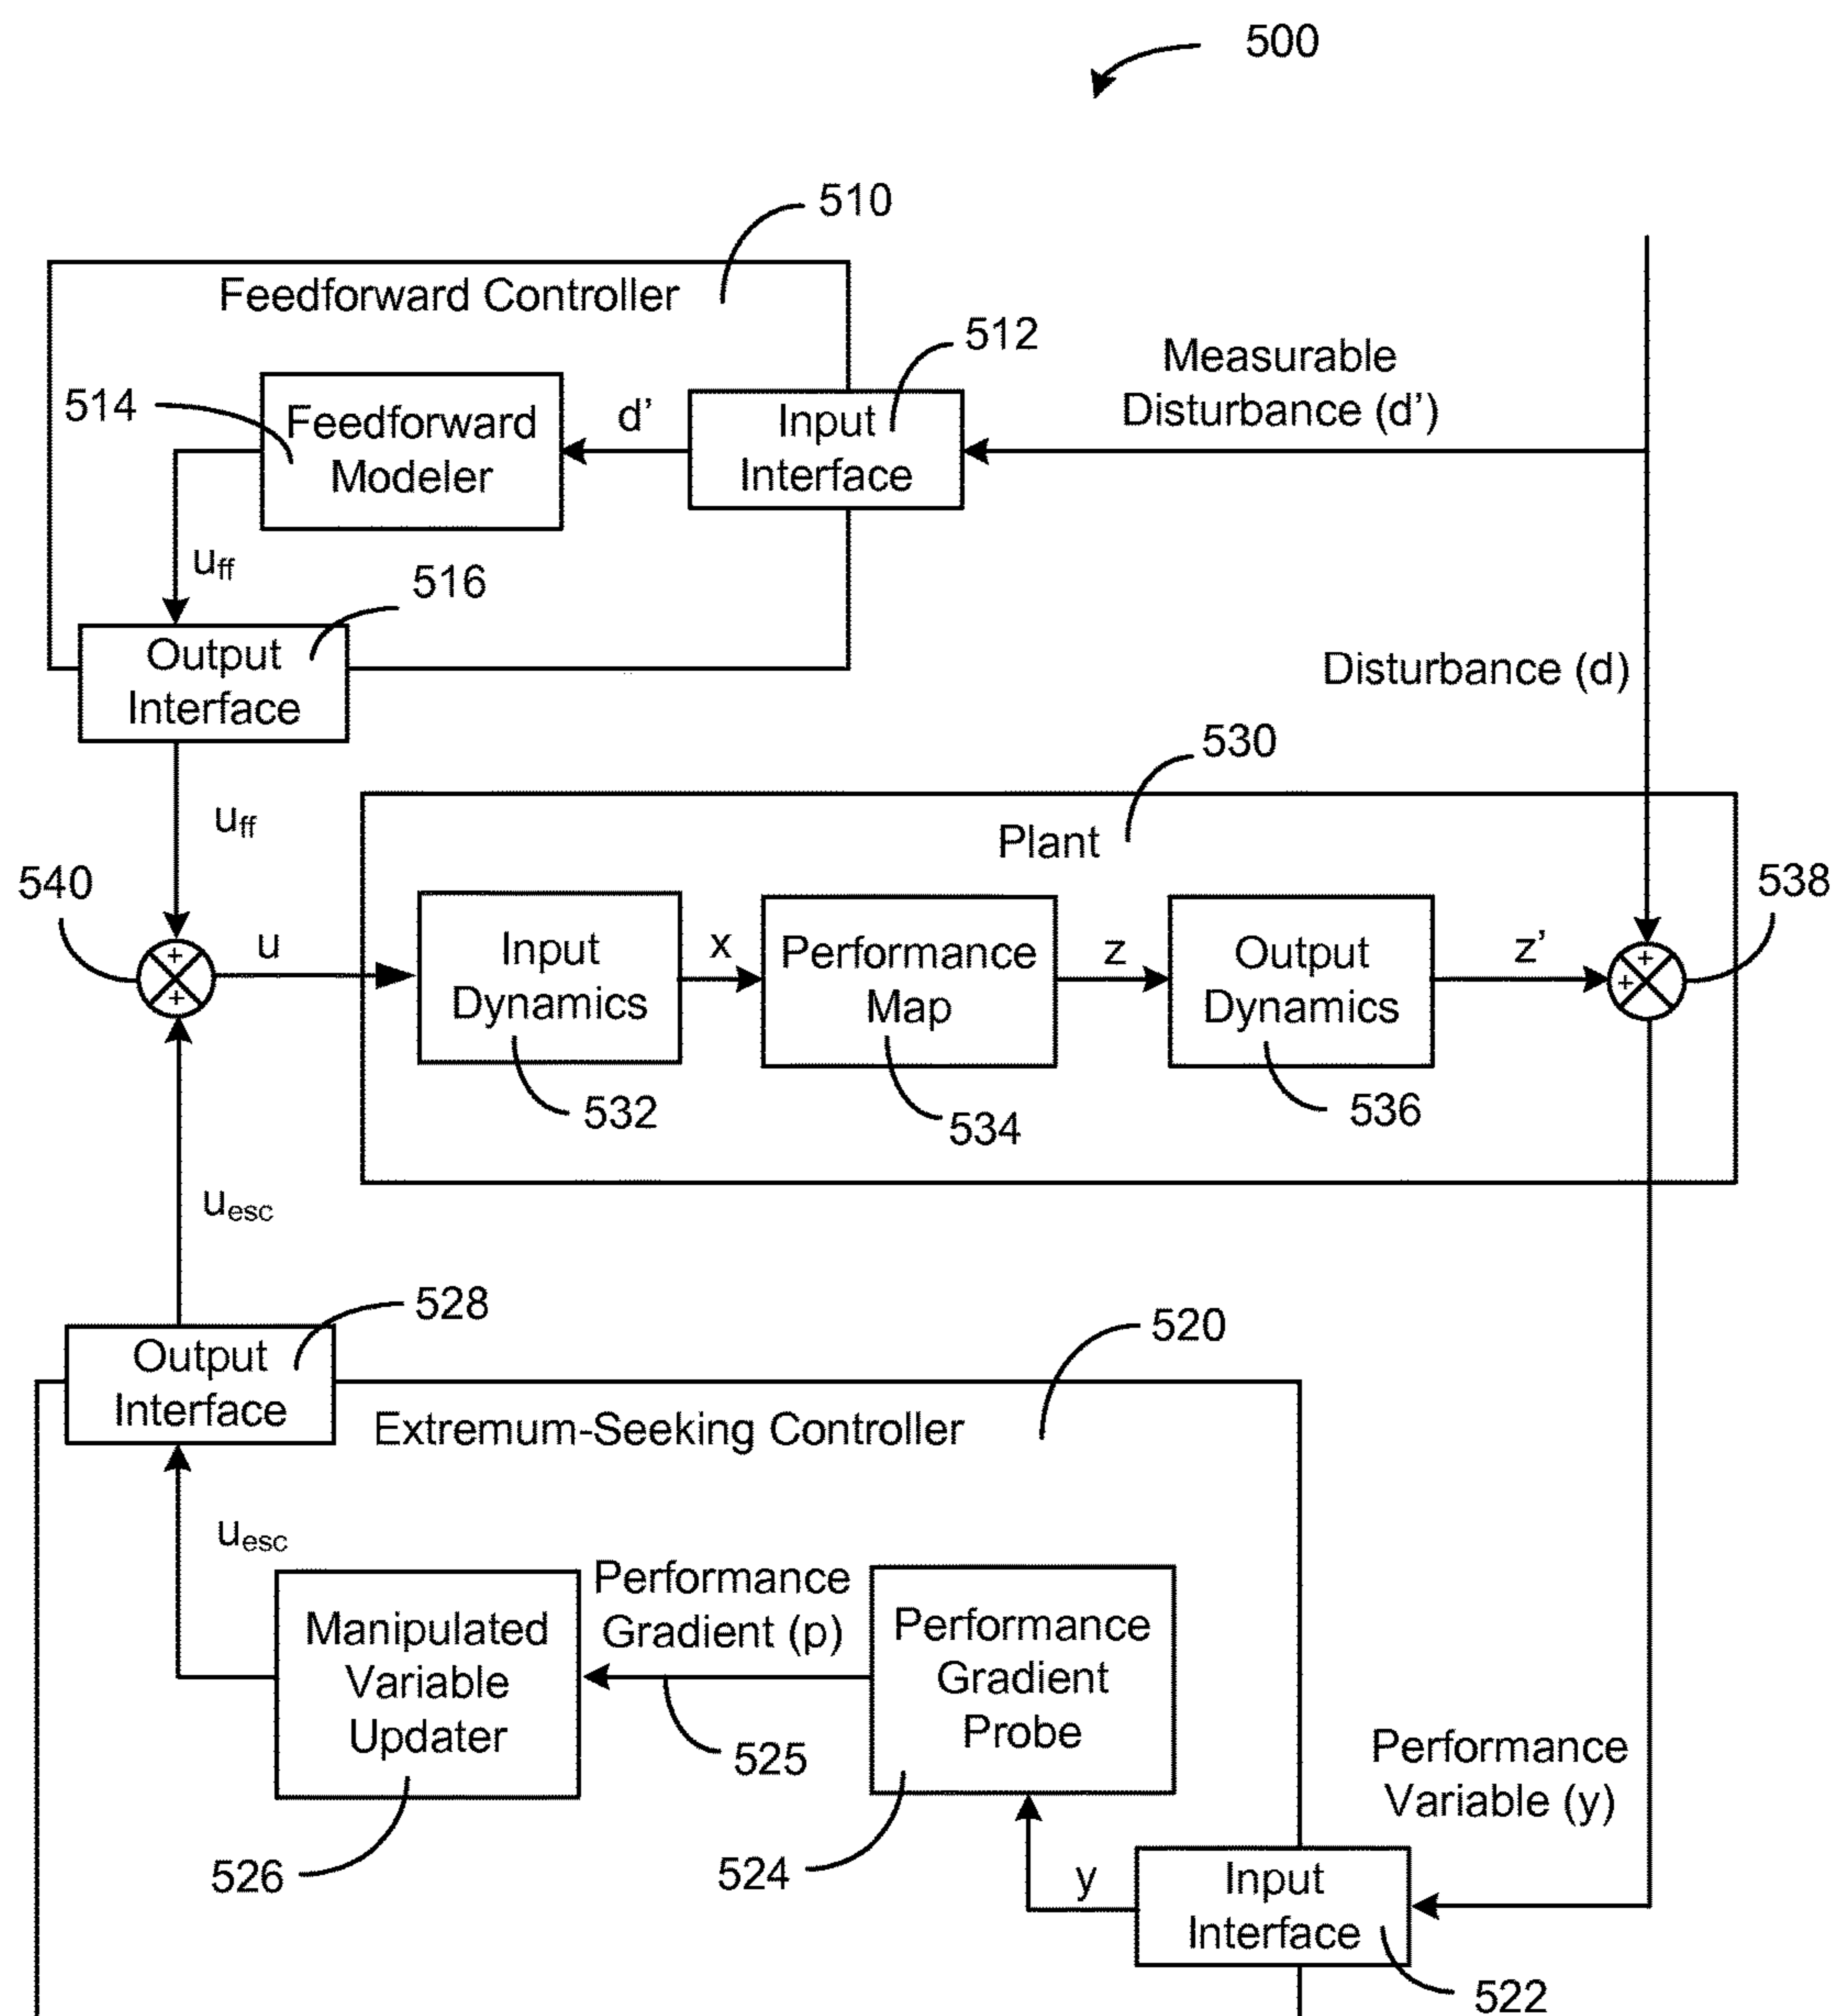 500
510
Feedforward Controller
512
Measurable
Disturbance (d’)
514
Feedforward
Modeler
d’
Input
Interface
uff
516
Output
Interface
Disturbance (d)
530
uff
Plant
540
538
+
+
u
Input
Dynamics
x
Performance
Map
z
Output
Dynamics
z’
+
+
532
534
536
uesc
528
520
Output
Interface
Extremum-Seeking Controller
uesc
Performance
Gradient (p)
Manipulated
Variable
Updater
Performance
Gradient
Probe
525
Performance
Variable (y)
526
524
y
Input
Interface
522